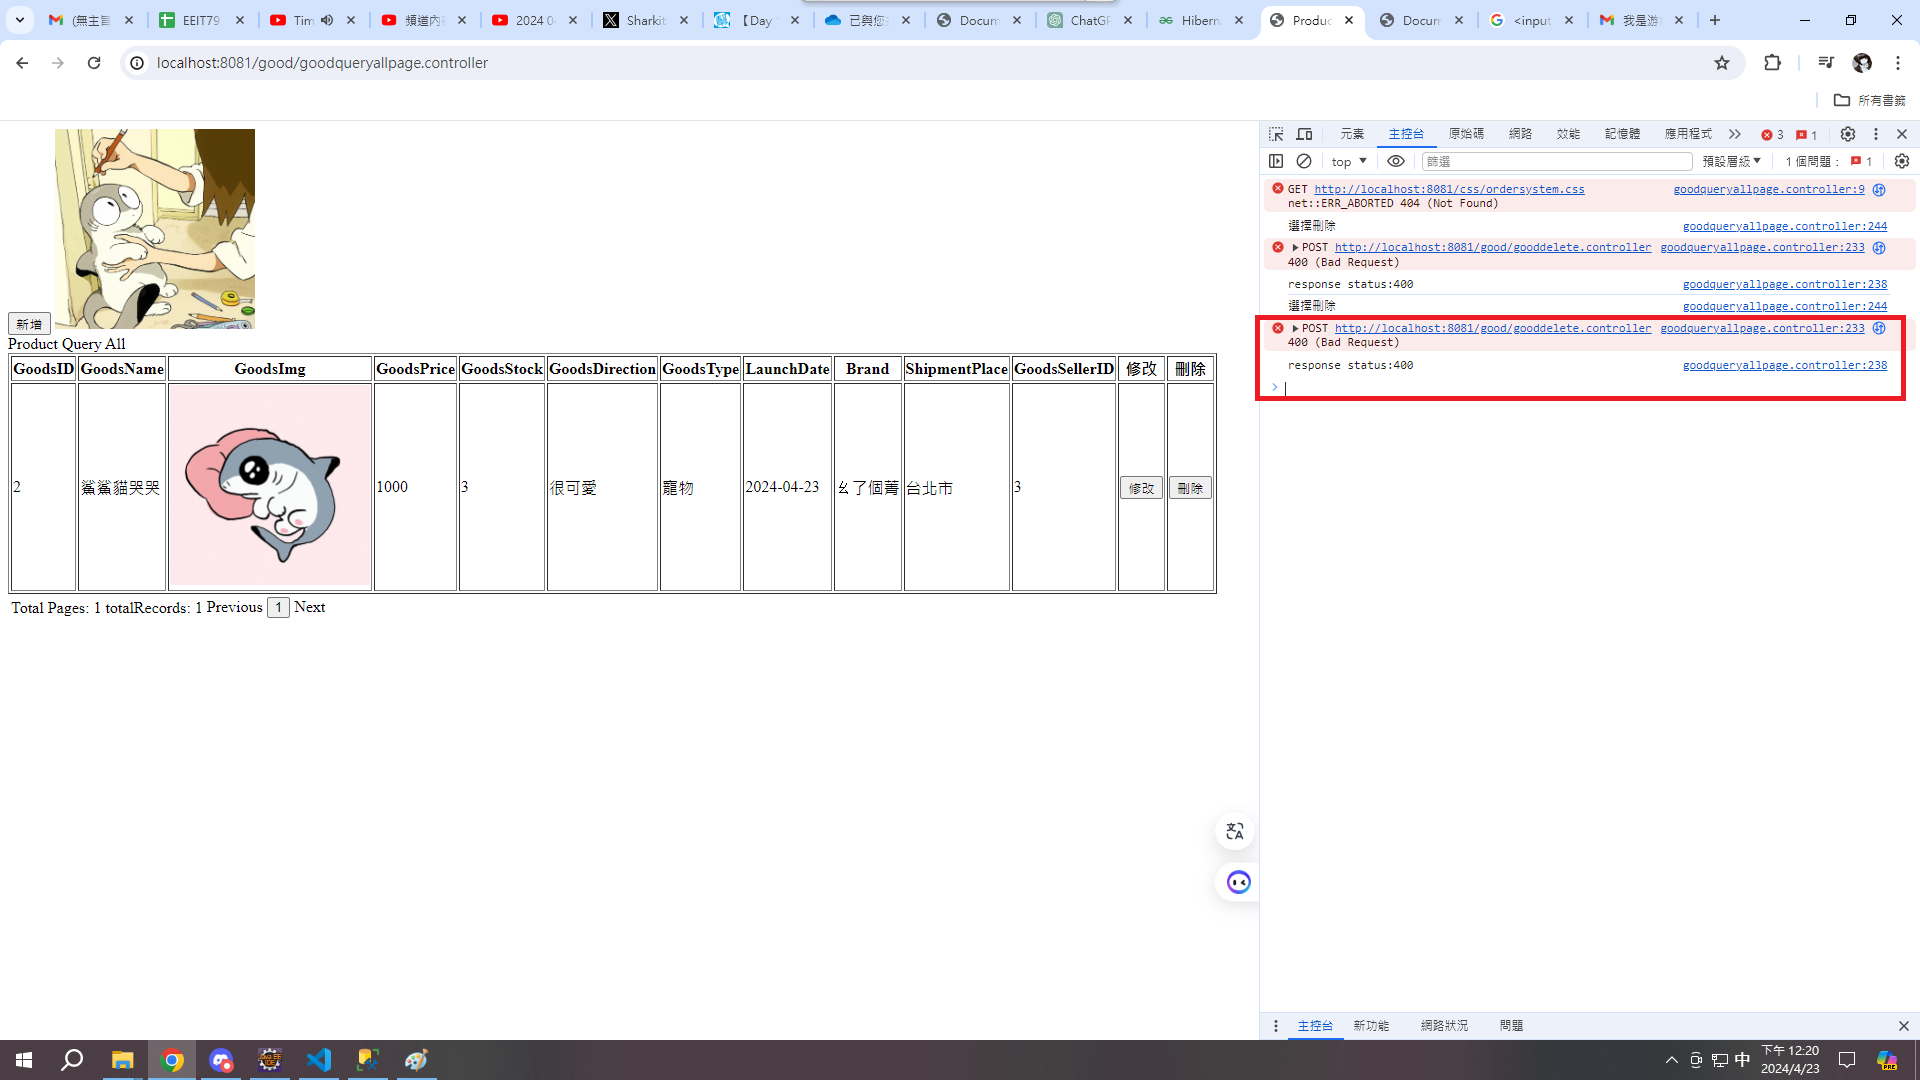 (無主旨
EEIT79
Tim
頻道內容
2024 04
Sharkit
【Day
已與您共
Docum
ChatGP
Hibern
Produc
Docum
<input
我是游
localhost:8081/good/goodqueryallpage.controller
所有書籤
元素
主控台
原始碼
網路
效能
記憶體
應用程式
3
1
top
篩選
預設層級
1 個問題：
1
GET http://localhost:8081/css/ordersystem.css
goodqueryallpage.controller:9
net::ERR_ABORTED 404 (Not Found)
選擇刪除
goodqueryallpage.controller:244
POST http://localhost:8081/good/gooddelete.controller
goodqueryallpage.controller:233
400 (Bad Request)
response status:400
goodqueryallpage.controller:238
選擇刪除
goodqueryallpage.controller:244
POST http://localhost:8081/good/gooddelete.controller
goodqueryallpage.controller:233
400 (Bad Request)
response status:400
goodqueryallpage.controller:238
新增
Product Query All
GoodsID GoodsName GoodsImg GoodsPrice GoodsStock GoodsDirection GoodsType LaunchDate Brand ShipmentPlace GoodsSellerID 修改 刪除
2 鯊鯊貓哭哭 1000 3 很可愛 寵物 2024-04-23 ㄠ了個菁 台北市 3 修改 刪除
Total Pages: 1 totalRecords: 1 Previous 1 Next
主控台
新功能
網路狀況
問題
中
下午 12:20
2024/4/23